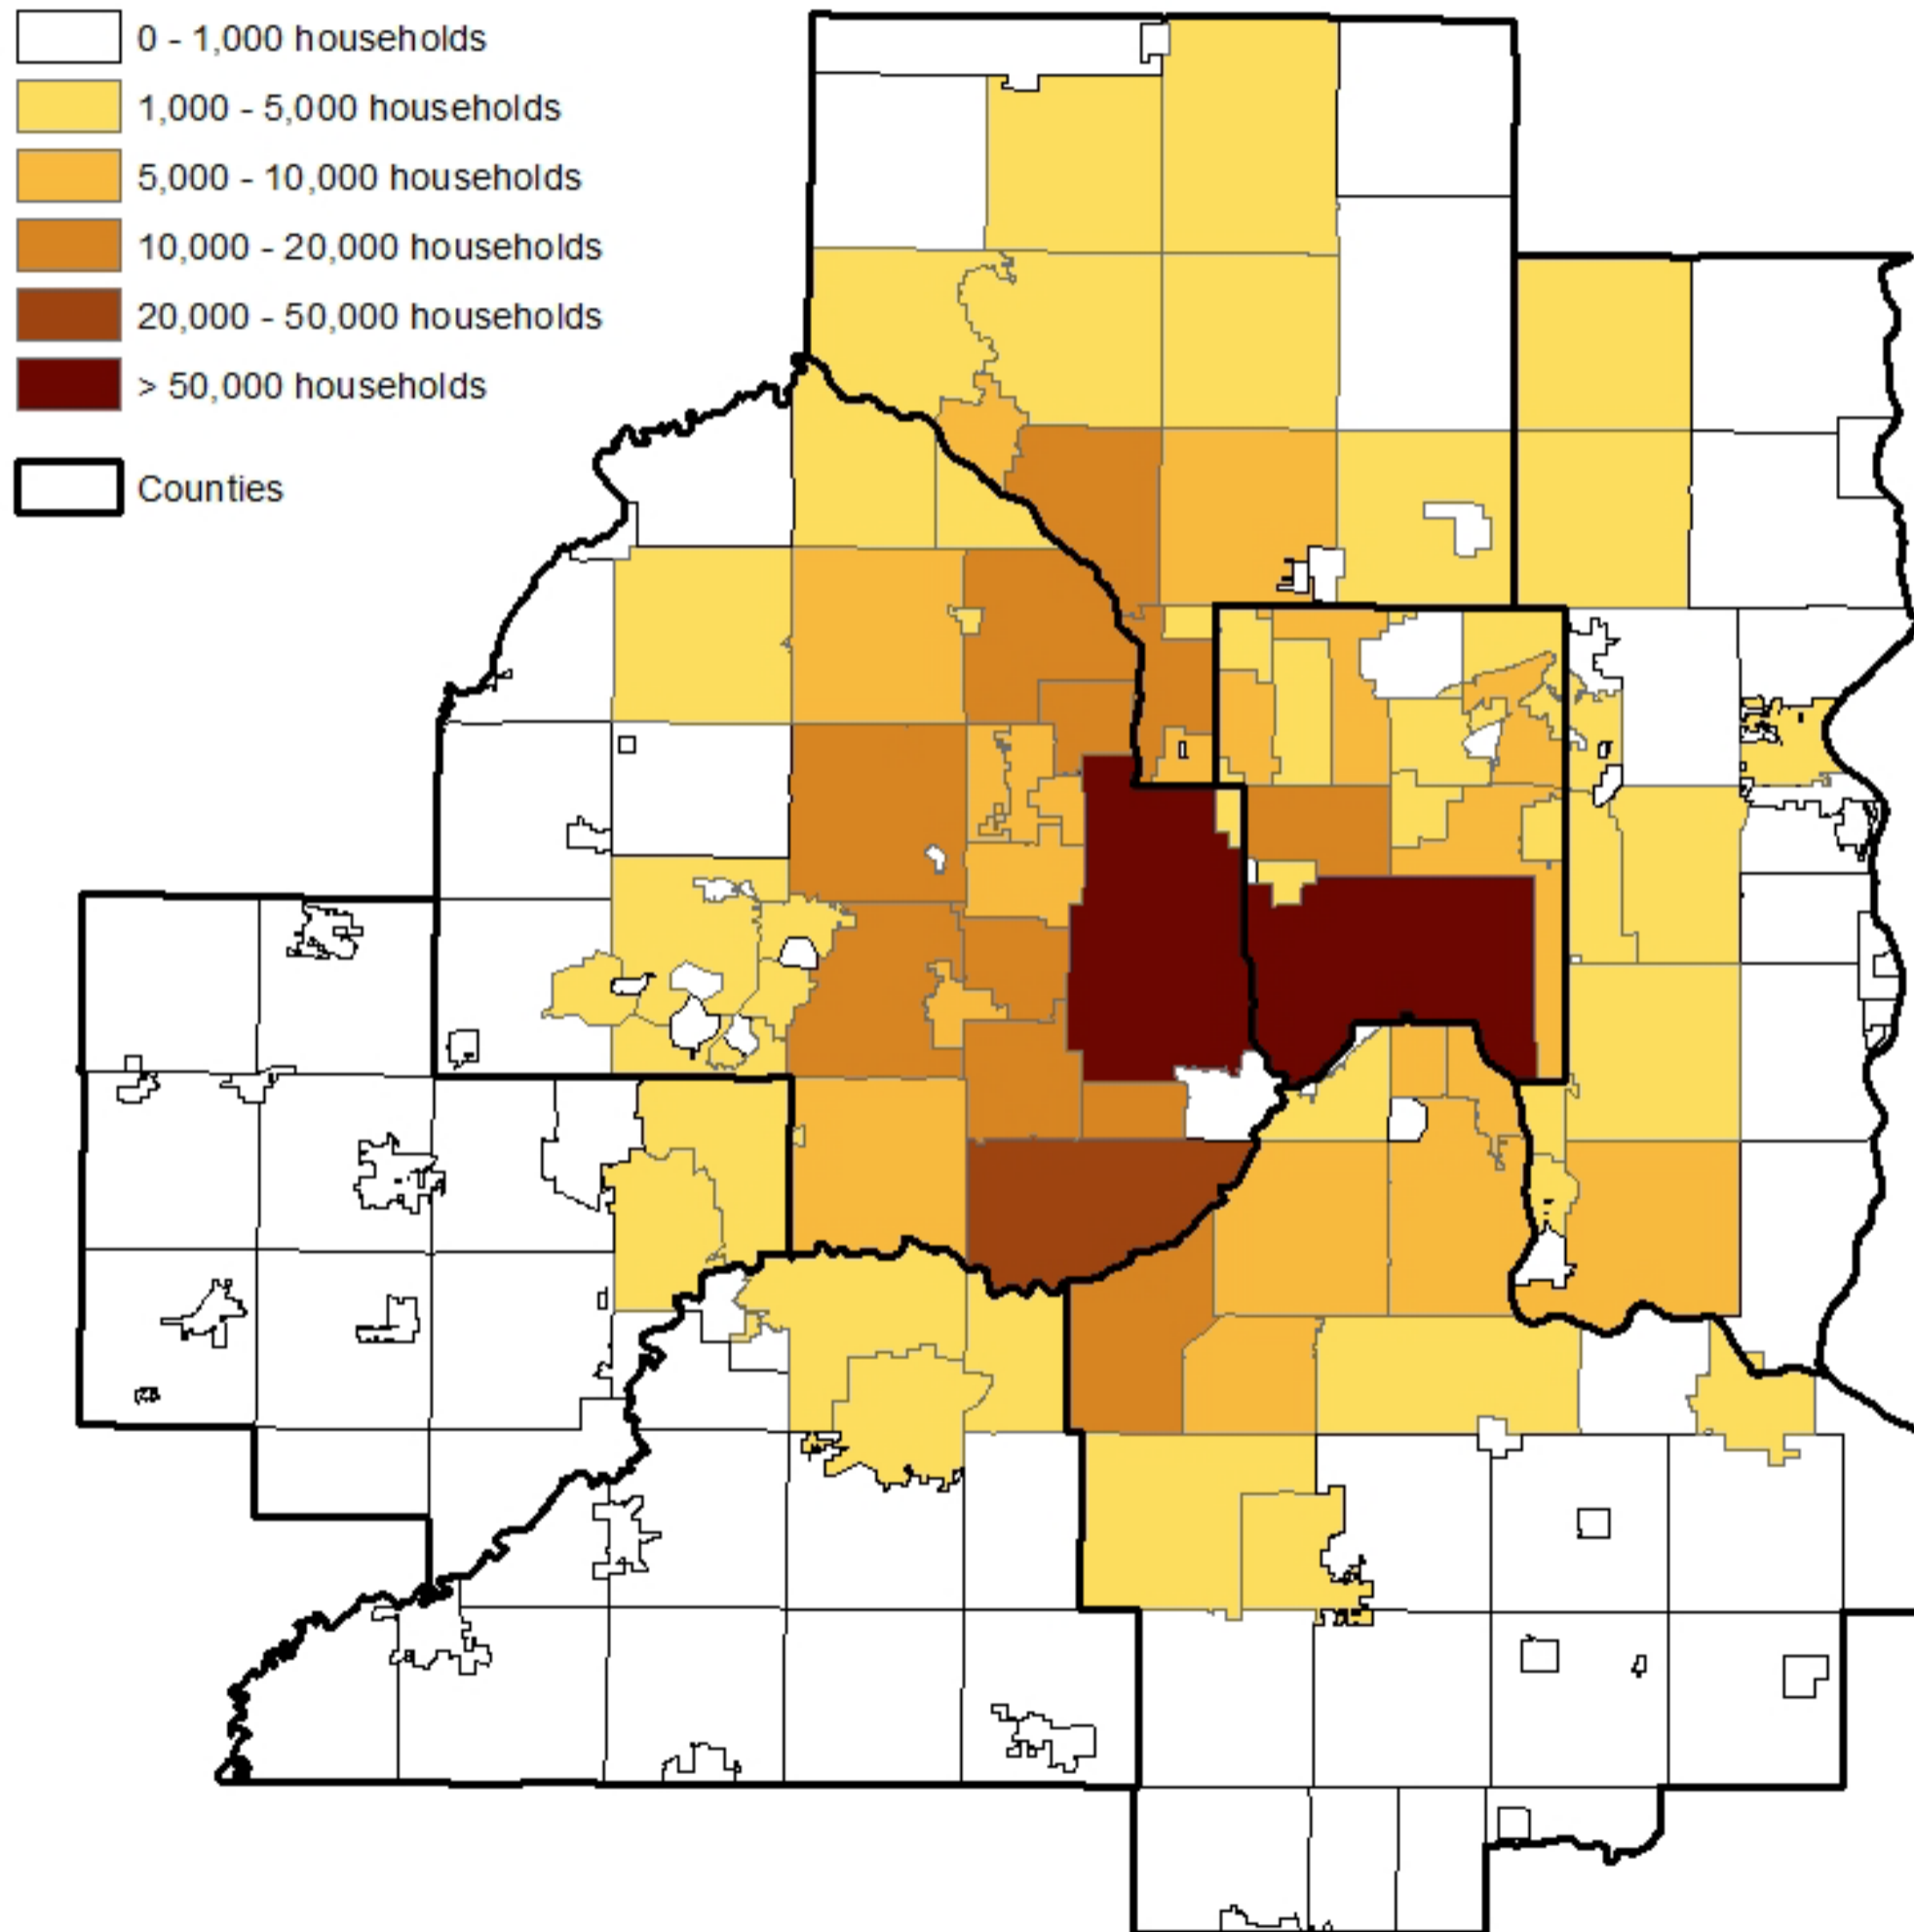 0 - 1,000 households
1,000 - 5,000 households
5,000 - 10,000 households
10,000 - 20,000 households
20,000 - 50,000 households
> 50,000 households
Counties